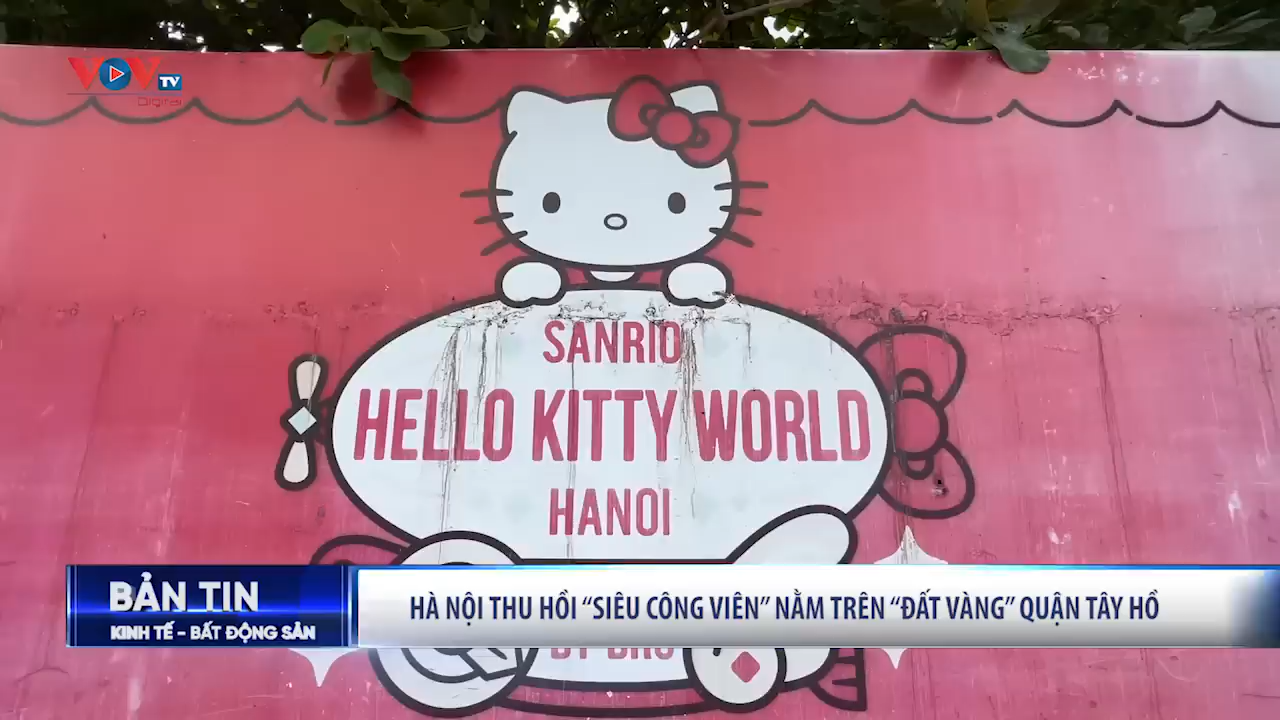 VOV TV
Digital
SANRIO
HELLO KITTY WORLD
HANOI
BẢN TIN
KINH TẾ - BẤT ĐỘNG SẢN
HÀ NỘI THU HỒI “SIÊU CÔNG VIÊN” NẰM TRÊN “ĐẤT VÀNG” QUẬN TÂY HỒ